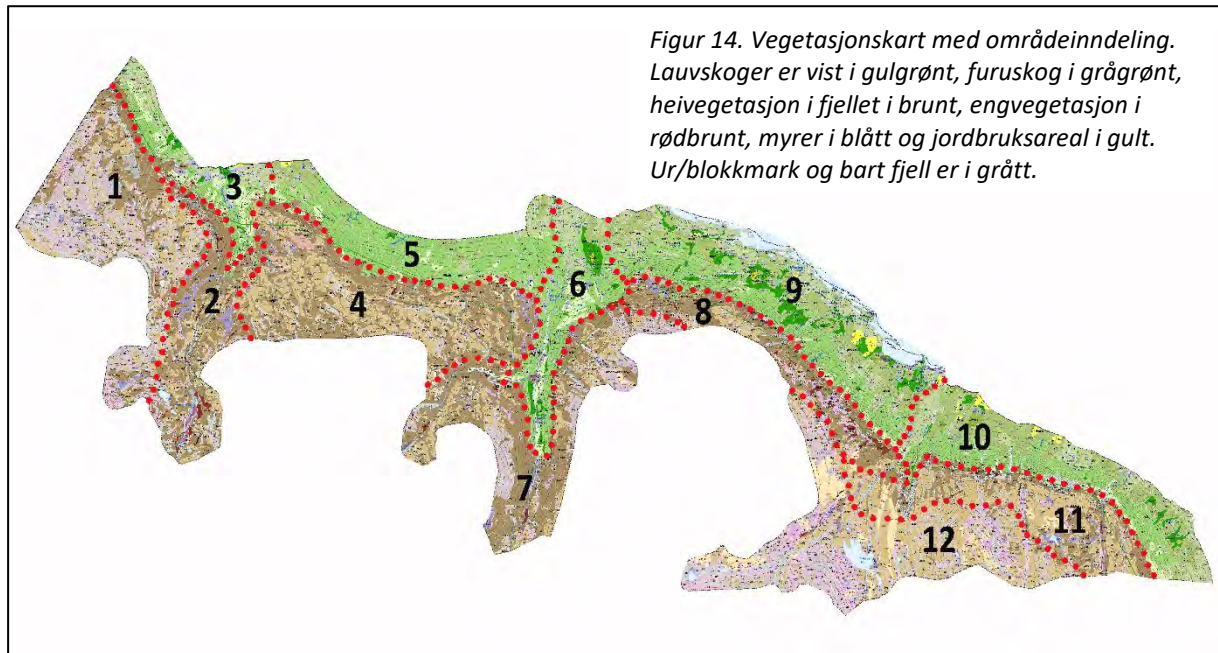 Figur 14. Vegetasjonskart med områdeinndeling.
Lauvskoger er vist i gulgrønt, furuskog i grågrønt,
heivegetasjon i fjellet i brunt, engvegetasjon i
rødbrunt, myrer i blått og jordbruksareal i gult.
Ur/blokkmark og bart fjell er i grått.
1
3
2
4
5
6
7
8
9
10
11
12